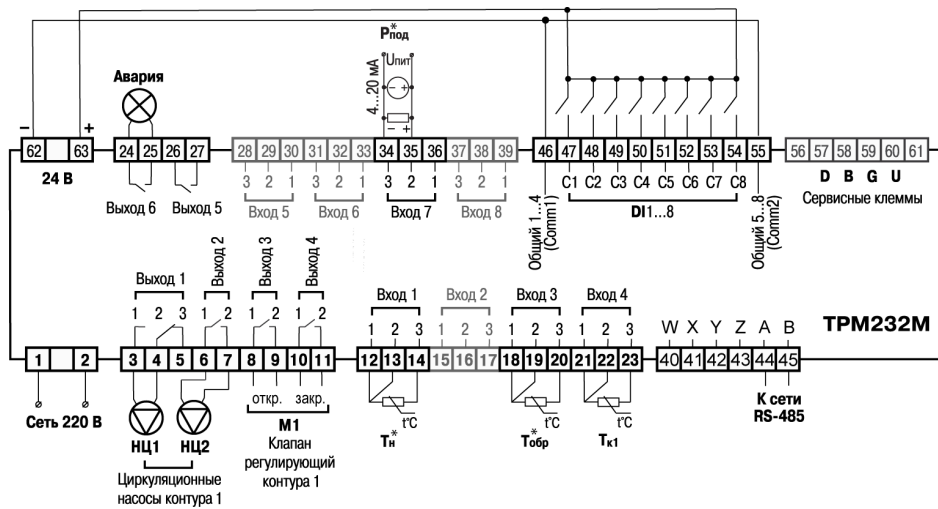 Pпод*
Uпит
4...20 мА
− +
− +
Авария
− +
62 63
24 25 26 27
28 29 30 31 32 33 34 35 36 37 38 39
46 47 48 49 50 51 52 53 54 55
56 57 58 59 60 61
24 В
3 2 1 3 2 1 3 2 1 3 2 1
C1 C2 C3 C4 C5 C6 C7 C8
D B G U
Выход 6 Выход 5
Вход 5 Вход 6 Вход 7 Вход 8
DI1...8
Сервисные клеммы
Общий 1...4
(Comm1)
Общий 5...8
(Comm2)
Выход 1
Выход 2
Выход 3
Выход 4
Вход 1 Вход 2 Вход 3 Вход 4
1 2 3 1 2 1 2 1 2
1 2 3 1 2 3 1 2 3 1 2 3
W X Y Z A B
ТРМ232М
1 2
3 4 5 6 7 8 9 10 11
12 13 14 15 16 17 18 19 20 21 22 23
40 41 42 43 44 45
Сеть 220 В
НЦ1 НЦ2
откр. закр.
М1
Клапан
регулирующий
контура 1
Циркуляционные
насосы контура 1
t°C
t°C
t°C
Тн*
Тобр*
Тк1
К сети
RS-485